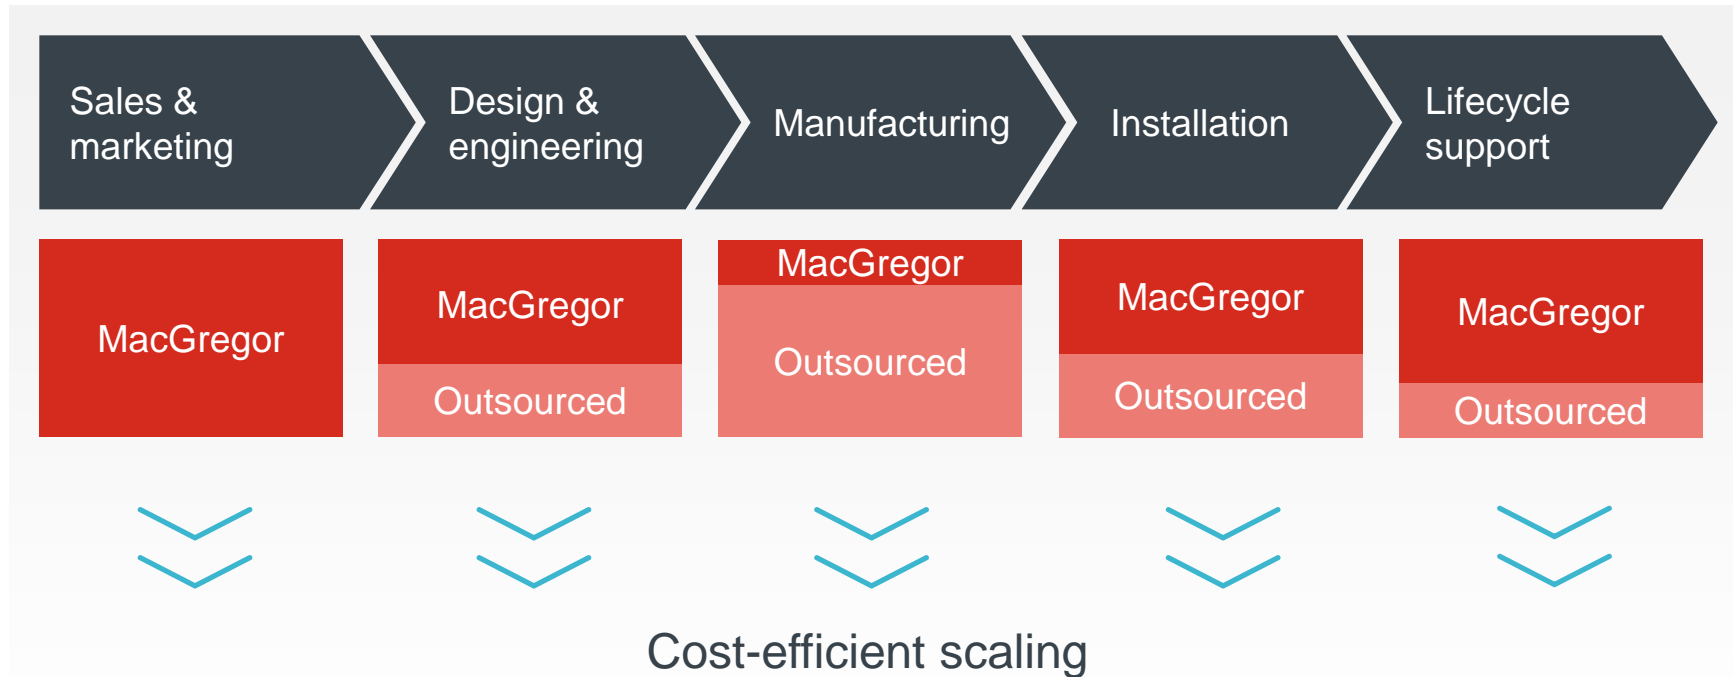 Sales &
marketing
Design &
engineering
Manufacturing
Installation
Lifecycle
support
MacGregor
MacGregor
Outsourced
MacGregor
Outsourced
MacGregor
Outsourced
MacGregor
Outsourced
Cost-efficient scaling